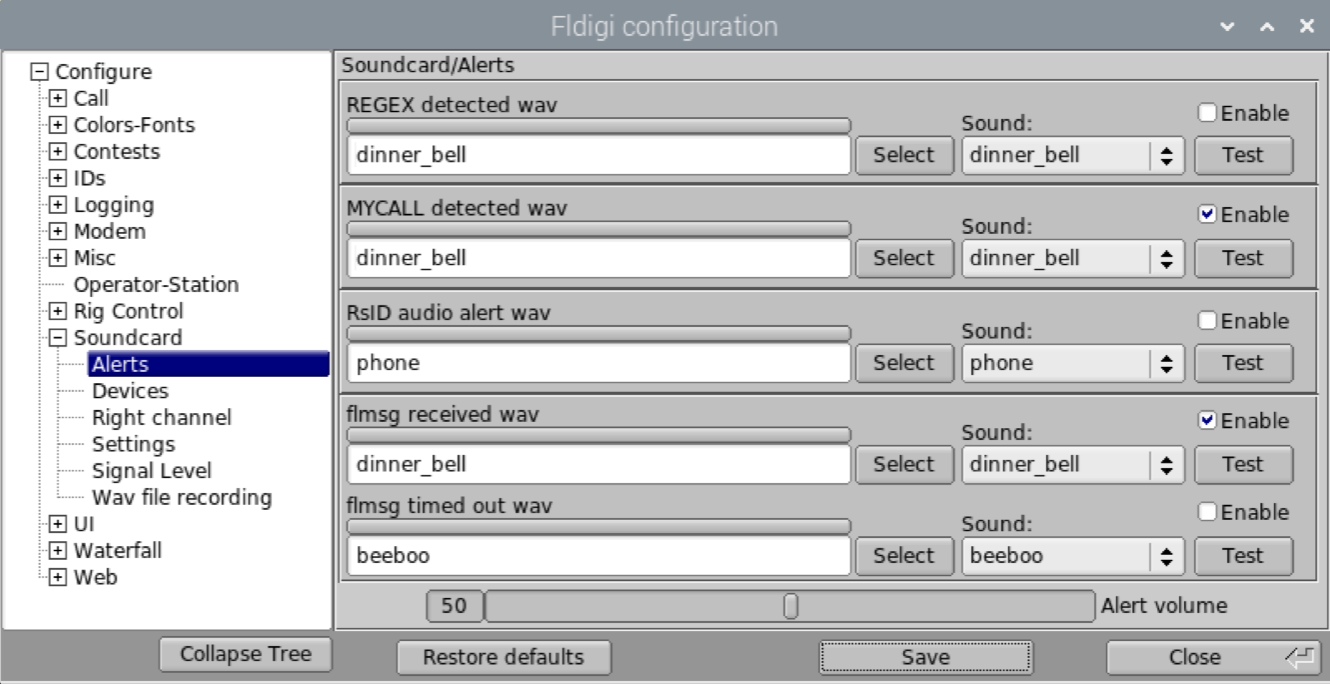 Fldigi configuration
Configure
Call
Colors-Fonts
Contests
IDs
Logging
Modem
Misc
Operator-Station
Rig Control
Soundcard
Alerts
Devices
Right channel
Settings
Signal Level
Wav file recording
UI
Waterfall
Web
Soundcard/Alerts
REGEX detected wav
Sound: Enable
dinner_bell Select dinner_bell Test
MYCALL detected wav
Sound: Enable
dinner_bell Select dinner_bell Test
RsID audio alert wav
Sound: Enable
phone Select phone Test
flmsg received wav
Sound: Enable
dinner_bell Select dinner_bell Test
flmsg timed out wav
Sound: Enable
beeboo Select beeboo Test
50 Alert volume
Collapse Tree Restore defaults Save Close